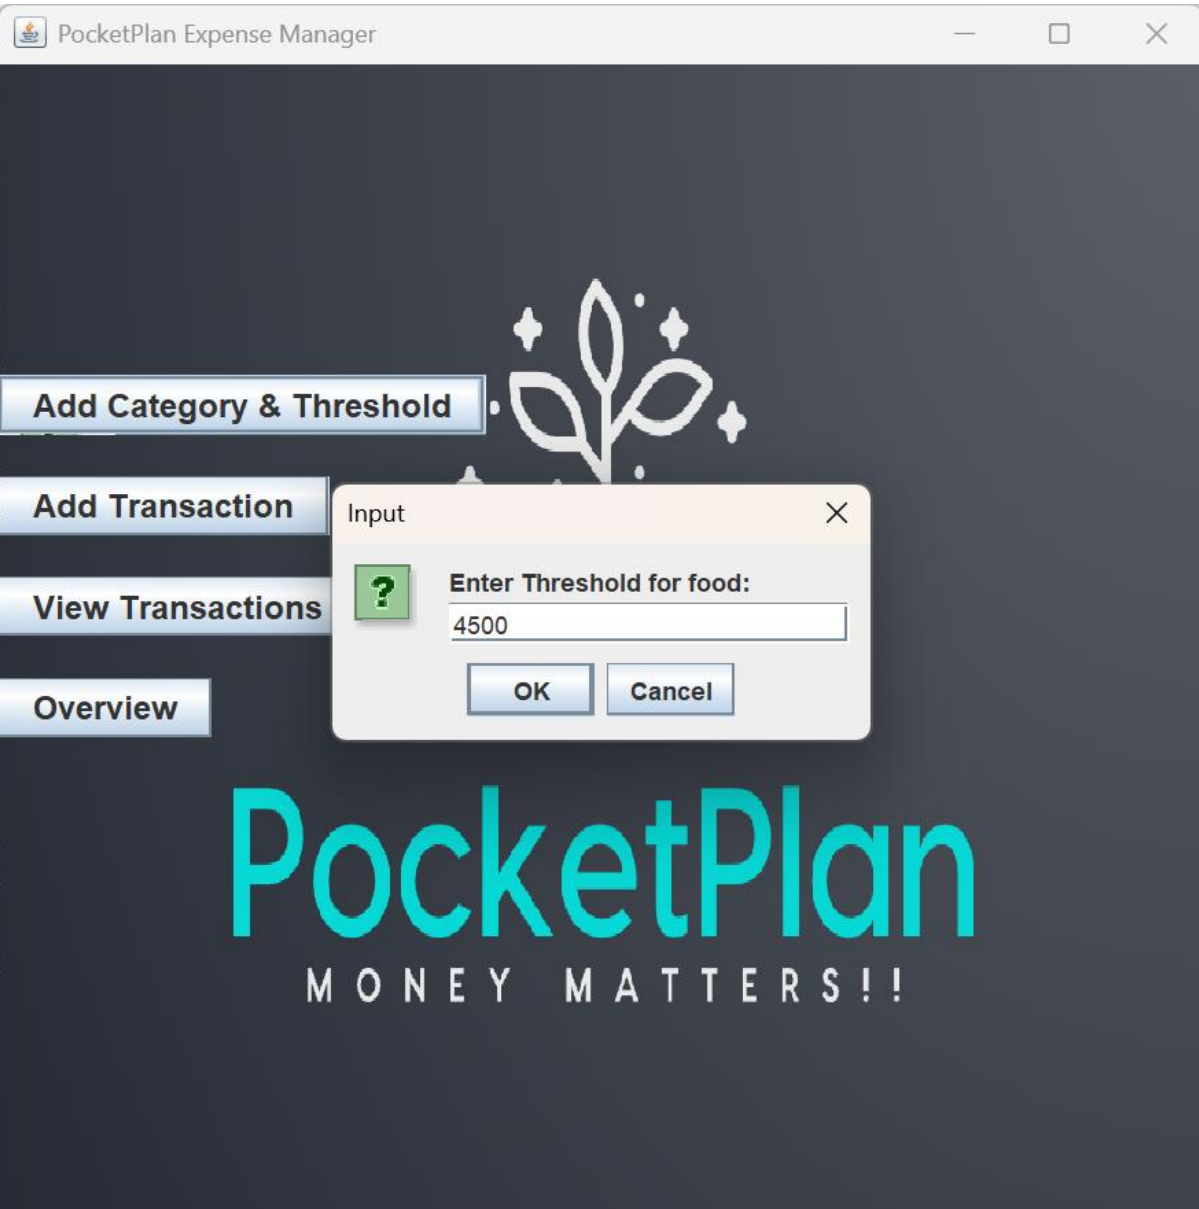 PocketPlan Expense Manager
Add Category & Threshold
Add Transaction
View Transactions
Overview
Input
?
Enter Threshold for food:
4500
OK
Cancel
PocketPlan
MONEY MATTERS!!